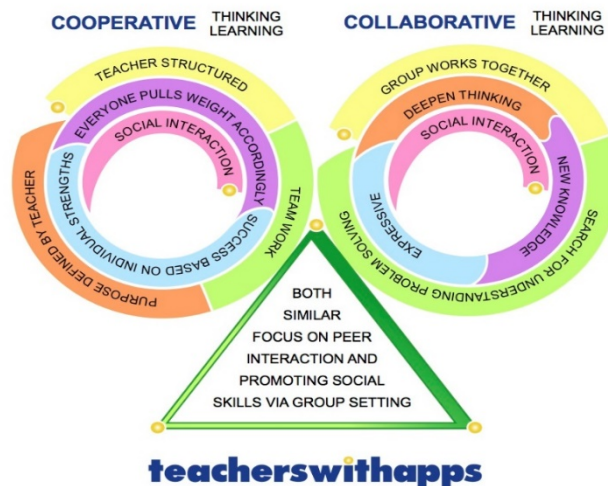 COOPERATIVE THINKING LEARNING
TEACHER STRUCTURED
EVERYONE PULLS WEIGHT ACCORDINGLY
SOCIAL INTERACTION
TEAM WORK
SUCCESS BASED ON INDIVIDUAL STRENGTHS
PURPOSE DEFINED BY TEACHER
COLLABORATIVE THINKING LEARNING
GROUP WORKS TOGETHER
DEEPEN THINKING
SOCIAL INTERACTION
NEW KNOWLEDGE
EXPRESSIVE
SEARCH FOR UNDERSTANDING PROBLEM SOLVING
BOTH
SIMILAR
FOCUS ON PEER
INTERACTION AND
PROMOTING SOCIAL
SKILLS VIA GROUP SETTING
teacherswithapps